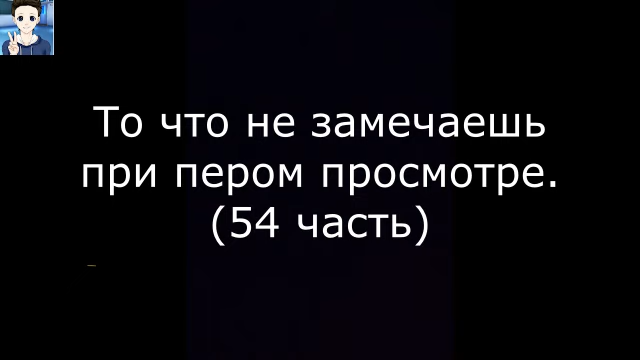 То что не замечаешь
при пером просмотре.
(54 часть)